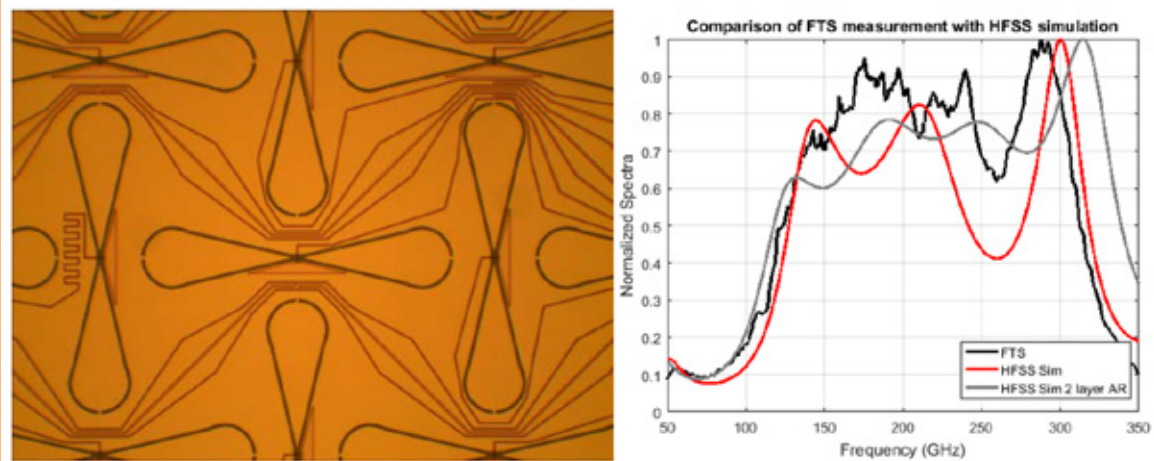 Comparison of FTS measurement with HFSS simulation
1
0.9
0.8
0.7
0.6
0.5
0.4
0.3
0.2
0.1
0
Normalized Spectra
FTS
HFSS Sim
HFSS Sim 2 layer AR
50 100 150 200 250 300 350
Frequency (GHz)